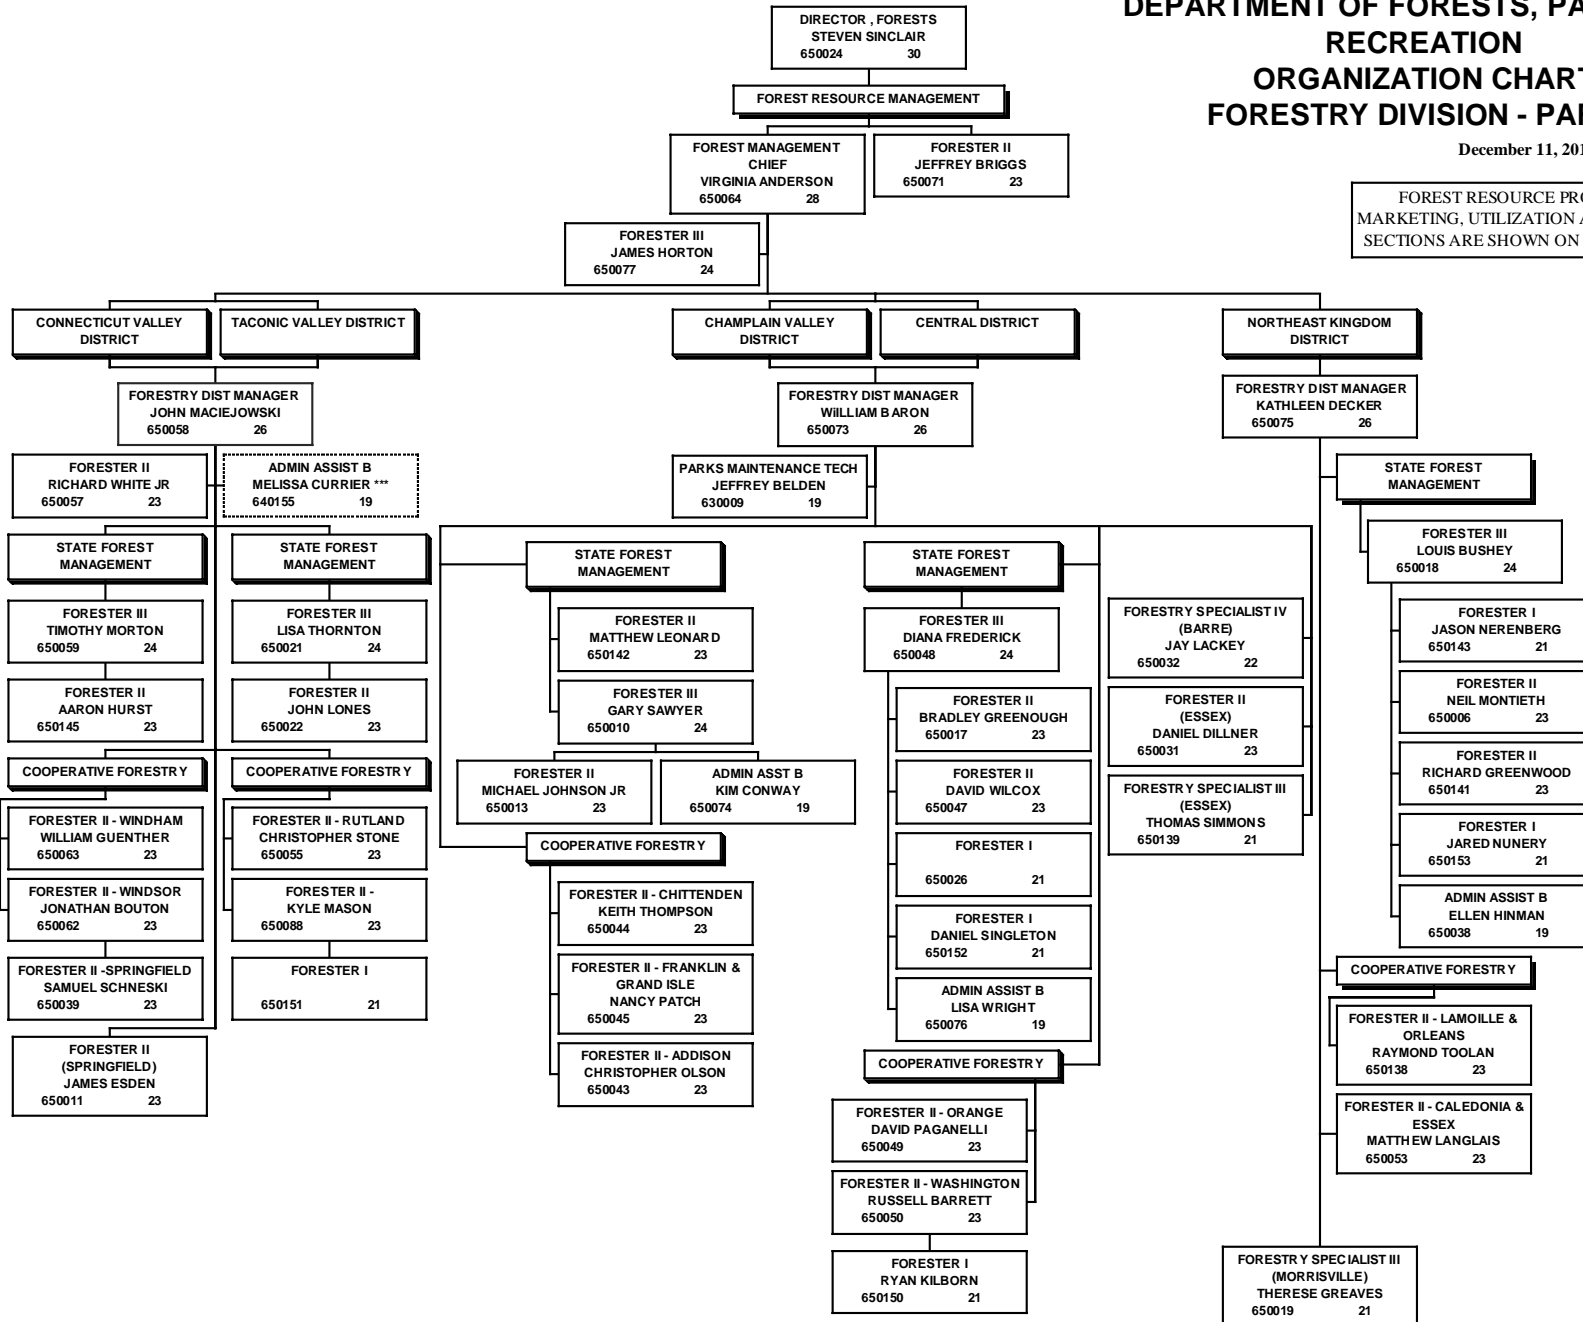 DEPARTMENT OF FORESTS, PA
RECREATION
ORGANIZATION CHART
FORESTRY DIVISION - PA
December 11, 201
FOREST RESOURCE PRO
MARKETING, UTILIZATION A
SECTIONS ARE SHOWN ON
DIRECTOR , FORESTS
STEVEN SINCLAIR
650024 30
FOREST RESOURCE MANAGEMENT
FOREST MANAGEMENT
CHIEF
VIRGINIA ANDERSON
650064 28
FORESTER II
JEFFREY BRIGGS
650071 23
FORESTER III
JAMES HORTON
650077 24
CONNECTICUT VALLEY
DISTRICT
TACONIC VALLEY DISTRICT
CHAMPLAIN VALLEY
DISTRICT
CENTRAL DISTRICT
NORTHEAST KINGDOM
DISTRICT
FORESTRY DIST MANAGER
JOHN MACIEJOWSKI
650058 26
FORESTRY DIST MANAGER
WilLLIAM BARON
650073 26
FORESTRY DIST MANAGER
KATHLEEN DECKER
650075 26
FORESTER II
RICHARD WHITE JR
650057 23
ADMIN ASSIST B
MELISSA CURRIER ***
640155 19
PARKS MAINTENANCE TECH
JEFFREY BELDEN
630009 19
STATE FOREST
MANAGEMENT
FORESTER III
TIMOTHY MORTON
650059 24
FORESTER II
AARON HURST
650145 23
COOPERATIVE FORESTRY
FORESTER II - WINDHAM
WILLIAM GUENTHER
650063 23
FORESTER II - WINDSOR
JONATHAN BOUTON
650062 23
FORESTER II -SPRINGFIELD
SAMUEL SCHNESKI
650039 23
FORESTER II
(SPRINGFIELD)
JAMES ESDEN
650011 23
STATE FOREST
MANAGEMENT
FORESTER III
LISA THORNTON
650021 24
FORESTER II
JOHN LONES
650022 23
COOPERATIVE FORESTRY
FORESTER II - RUTLAND
CHRISTOPHER STONE
650055 23
FORESTER II -
KYLE MASON
650088 23
FORESTER I
650151 21
STATE FOREST
MANAGEMENT
FORESTER II
MATTHEW LEONARD
650142 23
FORESTER III
GARY SAWYER
650010 24
FORESTER II
MICHAEL JOHNSON JR
650013 23
ADMIN ASST B
KIM CONWAY
650074 19
COOPERATIVE FORESTRY
FORESTER II - CHITTENDEN
KEITH THOMPSON
650044 23
FORESTER II - FRANKLIN &
GRAND ISLE
NANCY PATCH
650045 23
FORESTER II - ADDISON
CHRISTOPHER OLSON
650043 23
STATE FOREST
MANAGEMENT
FORESTER III
DIANA FREDERICK
650048 24
FORESTER II
BRADLEY GREENOUGH
650017 23
FORESTER II
DAVID WILCOX
650047 23
FORESTER I
650026 21
FORESTER I
DANIEL SINGLETON
650152 21
ADMIN ASSIST B
LISA WRIGHT
650076 19
COOPERATIVE FORESTRY
FORESTER II - ORANGE
DAVID PAGANELLI
650049 23
FORESTER II - WASHINGTON
RUSSELL BARRETT
650050 23
FORESTER I
RYAN KILBORN
650150 21
FORESTRY SPECIALIST IV
(BARRE)
JAY LACKEY
650032 22
FORESTER II
(ESSEX)
DANIEL DILLNER
650031 23
FORESTRY SPECIALIST III
(ESSEX)
THOMAS SIMMONS
650139 21
STATE FOREST
MANAGEMENT
FORESTER III
LOUIS BUSHEY
650018 24
FORESTER I
JASON NERENBERG
650143 21
FORESTER II
NEIL MONTIETH
650006 23
FORESTER II
RICHARD GREENWOOD
650141 23
FORESTER I
JARED NUNERY
650153 21
ADMIN ASSIST B
ELLEN HINMAN
650038 19
COOPERATIVE FORESTRY
FORESTER II - LAMOILLE &
ORLEANS
RAYMOND TOOLAN
650138 23
FORESTER II - CALEDONIA &
ESSEX
MATTHEW LANGLAIS
650053 23
FORESTRY SPECIALIST III
(MORRISVILLE)
THERESE GREAVES
650019 21